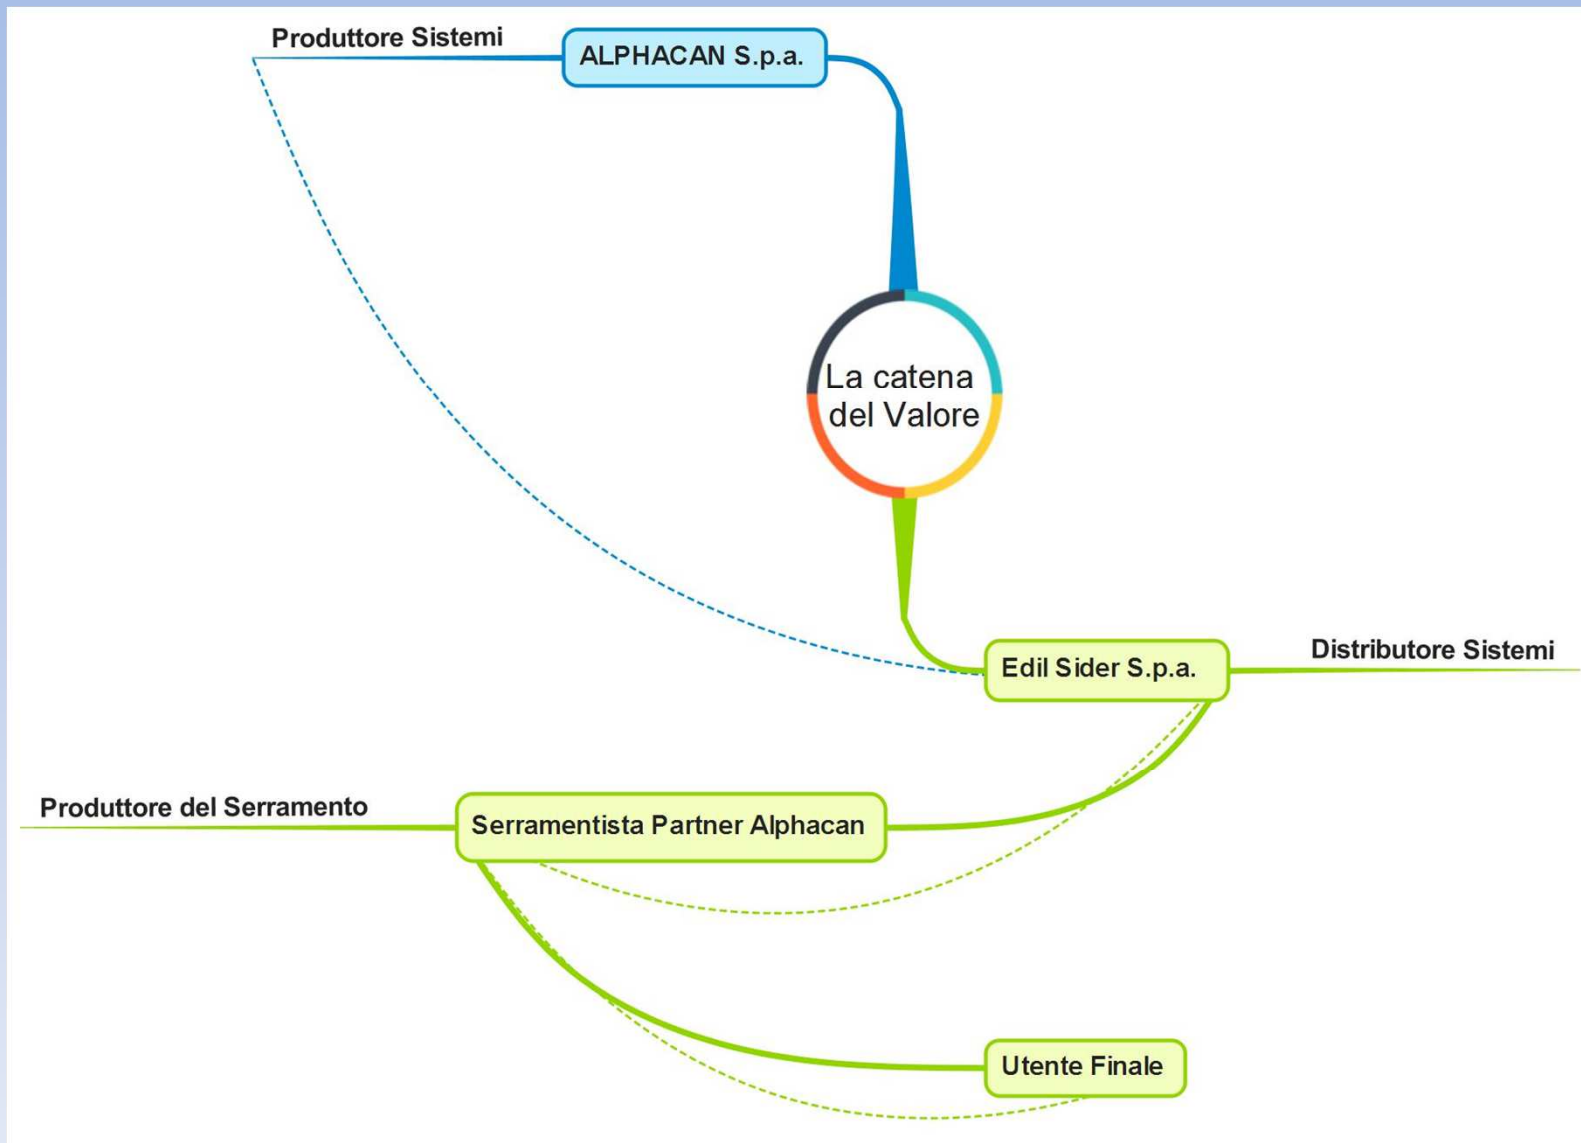 Produttore Sistemi
ALPHACAN S.p.a.
La catena
del Valore
Edil Sider S.p.a.
Distributore Sistemi
Produttore del Serramento
Serramentista Partner Alphacan
Utente Finale